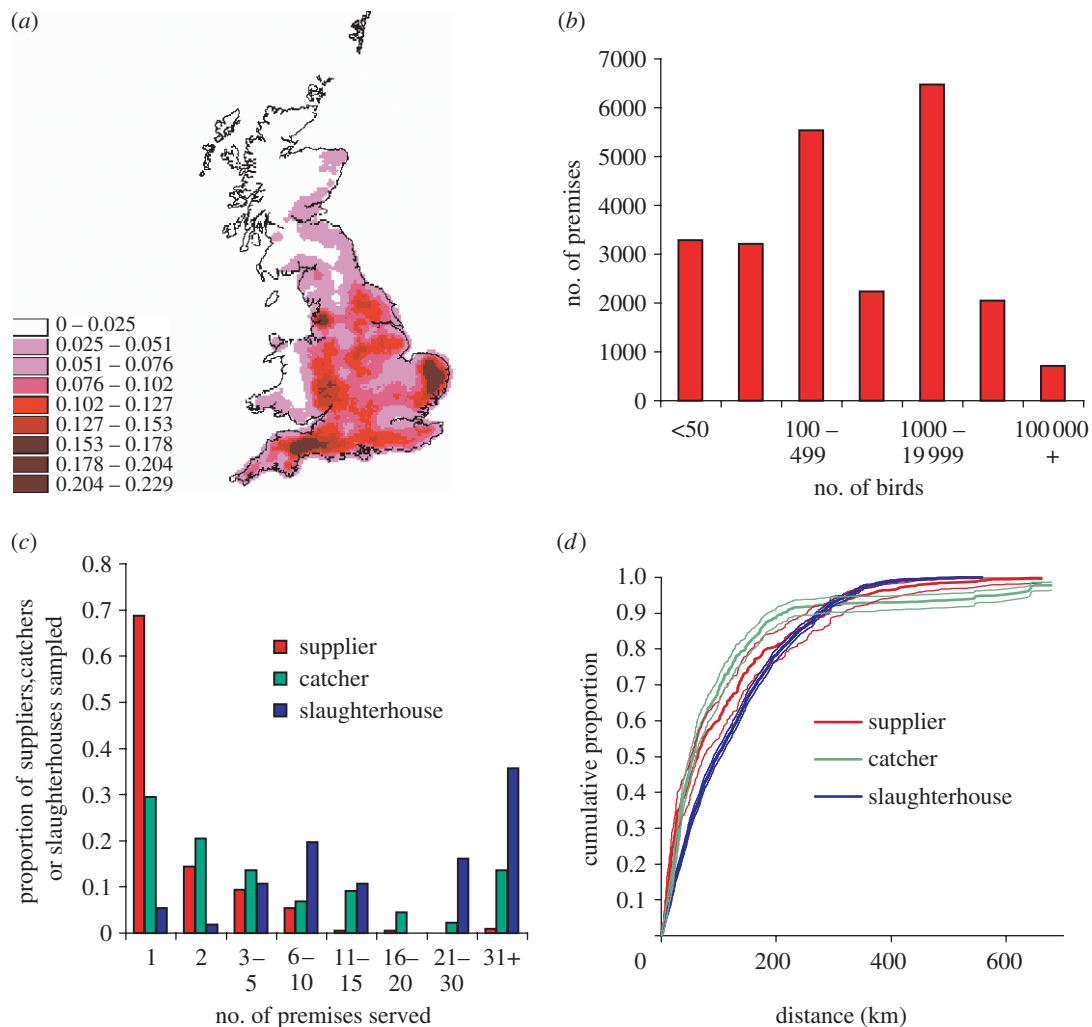 (a)
0 – 0.025
0.025 – 0.051
0.051 – 0.076
0.076 – 0.102
0.102 – 0.127
0.127 – 0.153
0.153 – 0.178
0.178 – 0.204
0.204 – 0.229
(b)
7000
6000
5000
4000
3000
2000
1000
0
no. of premises
<50
100 –
499
1000 –
19 999
100 000
+
no. of birds
(c)
0.8
0.7
0.6
0.5
0.4
0.3
0.2
0.1
0
proportion of suppliers,catchers
or slaughterhouses sampled
supplier
catcher
slaughterhouse
1
2
3–
5
6–
10
11–
15
16–
20
21–
30
31+
no. of premises served
(d)
1.0
0.9
0.8
0.7
0.6
0.5
0.4
0.3
0.2
0.1
cumulative proportion
supplier
catcher
slaughterhouse
0
200
400
600
distance (km)